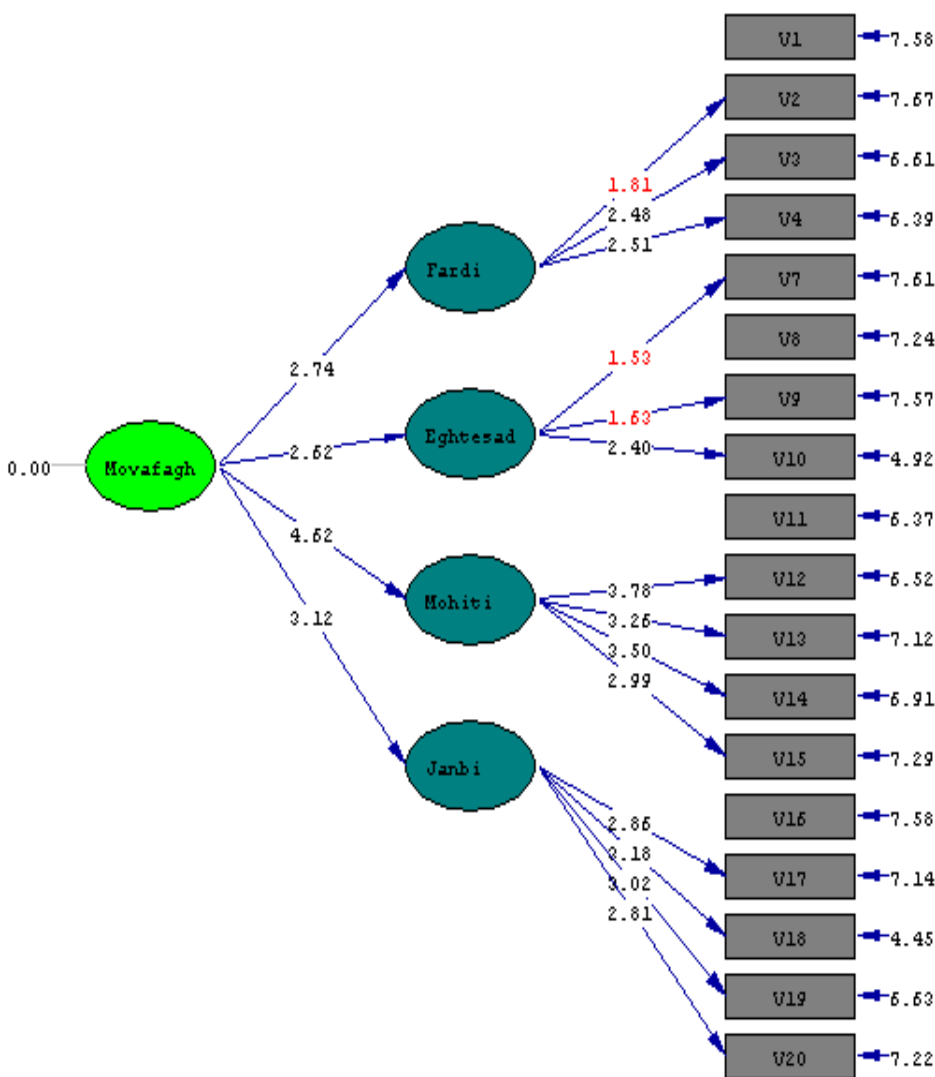 0.00
Movafagh
2.74
2.62
4.62
3.12
Fardi
Eghtesad
Mohiti
Janbi
1.81
2.48
2.51
1.53
1.63
2.40
3.78
3.26
3.50
2.99
2.86
3.18
3.02
2.81
V1 7.58
V2 7.67
V3 6.61
V4 6.39
V7 7.61
V8 7.24
V9 7.57
V10 4.92
V11 6.37
V12 6.52
V13 7.12
V14 6.91
V15 7.29
V16 7.58
V17 7.14
V18 4.45
V19 6.63
V20 7.22